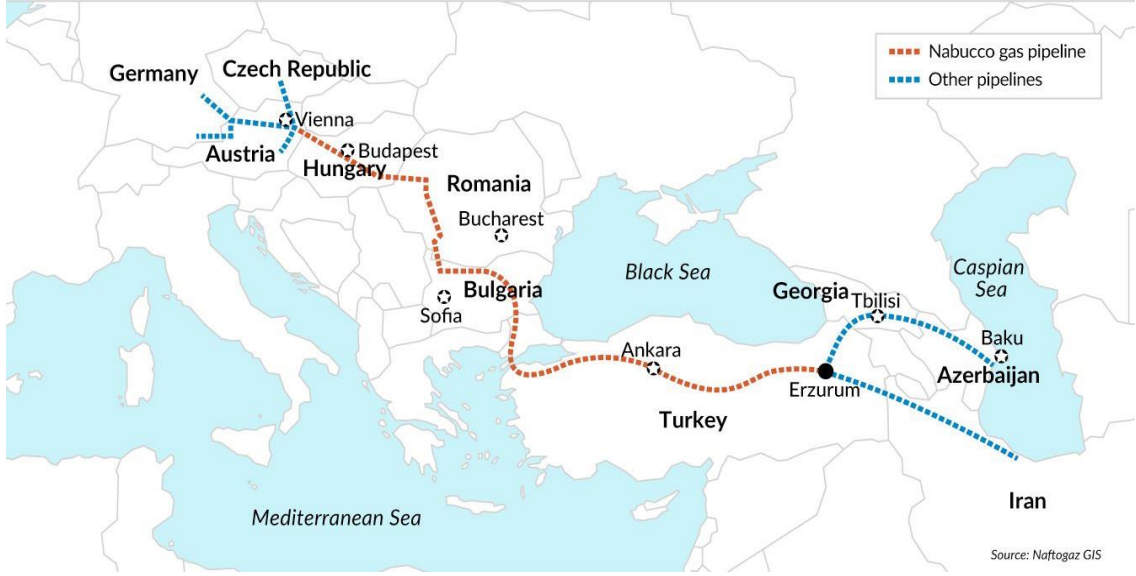 Nabucco gas pipeline
Other pipelines
Germany
Czech Republic
Vienna
Austria
Budapest
Hungary
Romania
Bucharest
Black Sea
Caspian
Sea
Georgia
Tbilisi
Bulgaria
Sofia
Baku
Azerbaijan
Ankara
Erzurum
Turkey
Iran
Mediterranean Sea
Source: Naftogaz GIS